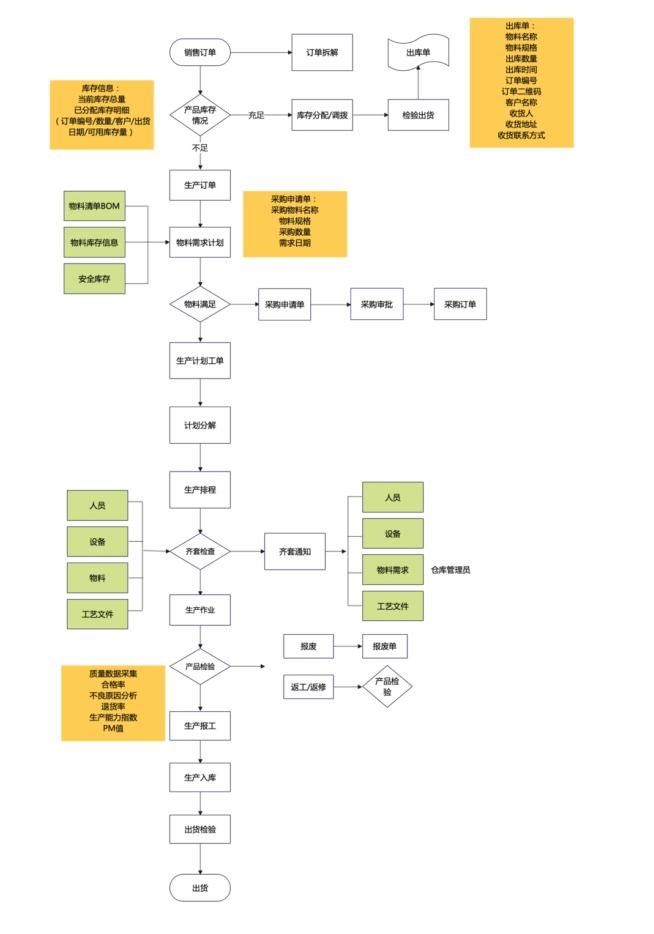 销售订单
订单拆解
出库单
出库单：
物料名称
物料规格
出库数量
出库时间
订单编号
订单二维码
客户名称
收货人
收货地址
收货联系方式
库存信息：
当前库存总量
已分配库存明细
（订单编号/数量/客户/出货
日期/可用库存量）
产品库存
情况
充足
库存分配/调拨
检验出货
不足
生产订单
物料清单BOM
物料库存信息
安全库存
物料需求计划
采购申请单：
采购物料名称
物料规格
采购数量
需求日期
物料满足
采购申请单
采购审批
采购订单
生产计划工单
计划分解
生产排程
人员
设备
物料
工艺文件
齐套检查
齐套通知
人员
设备
物料需求
仓库管理员
工艺文件
生产作业
产品检验
报废
报废单
返工/返修
产品检
验
质量数据采集
合格率
不良原因分析
退货率
生产能力指数
PM值
生产报工
生产入库
出货检验
出货